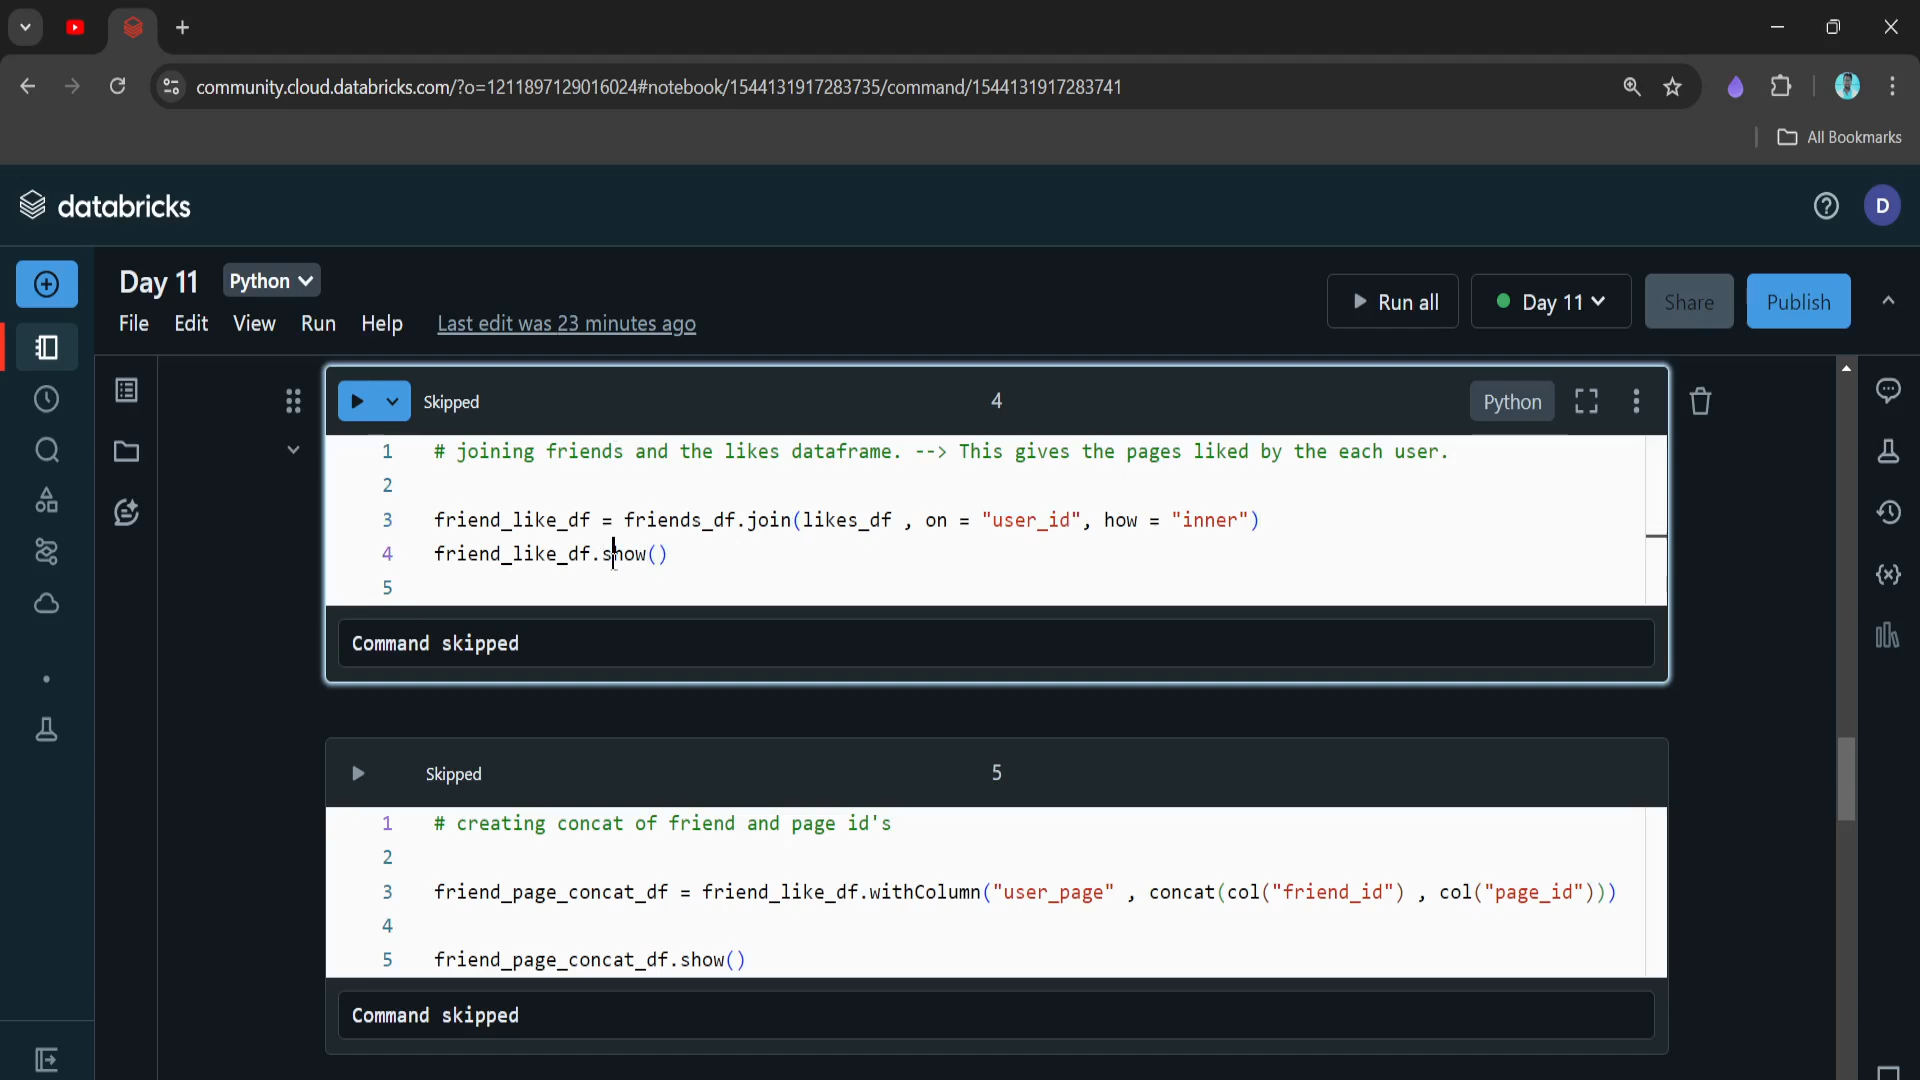 community.cloud.databricks.com/?o=1211897129016024#notebook/1544131917283735/command/1544131917283741
All Bookmarks
databricks
D
Day 11 Python
Run all
Day 11
Share
Publish
File Edit View Run Help Last edit was 23 minutes ago
Skipped 4 Python
1 # joining friends and the likes dataframe. --> This gives the pages liked by the each user.
2
3 friend_like_df = friends_df.join(likes_df , on = "user_id", how = "inner")
4 friend_like_df.show()
5
Command skipped
Skipped 5
1 # creating concat of friend and page id's
2
3 friend_page_concat_df = friend_like_df.withColumn("user_page" , concat(col("friend_id") , col("page_id")))
4
5 friend_page_concat_df.show()
Command skipped